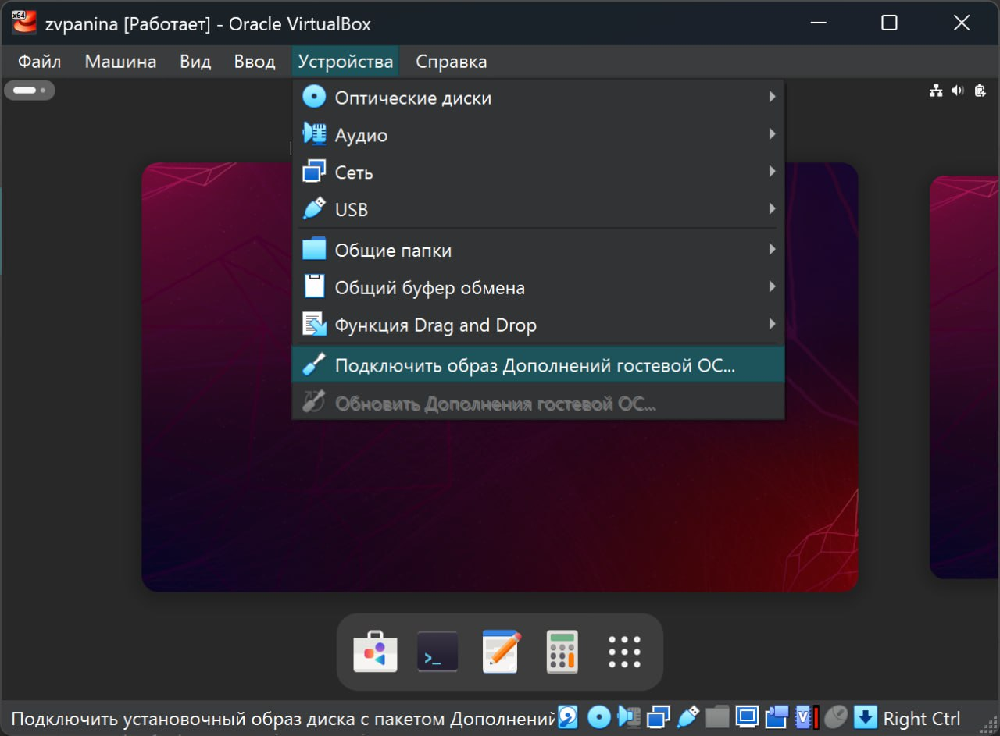 x64
zvpanina [Работает] - Oracle VirtualBox
Файл Машина Вид Ввод Устройства Справка
Оптические диски
Аудио
Сеть
USB
Общие папки
Общий буфер обмена
Функция Drag and Drop
Подключить образ Дополнений гостевой ОС...
Обновить Дополнения гостевой ОС...
>_
Подключить установочный образ диска с пакетом Дополнений
V
Right Ctrl